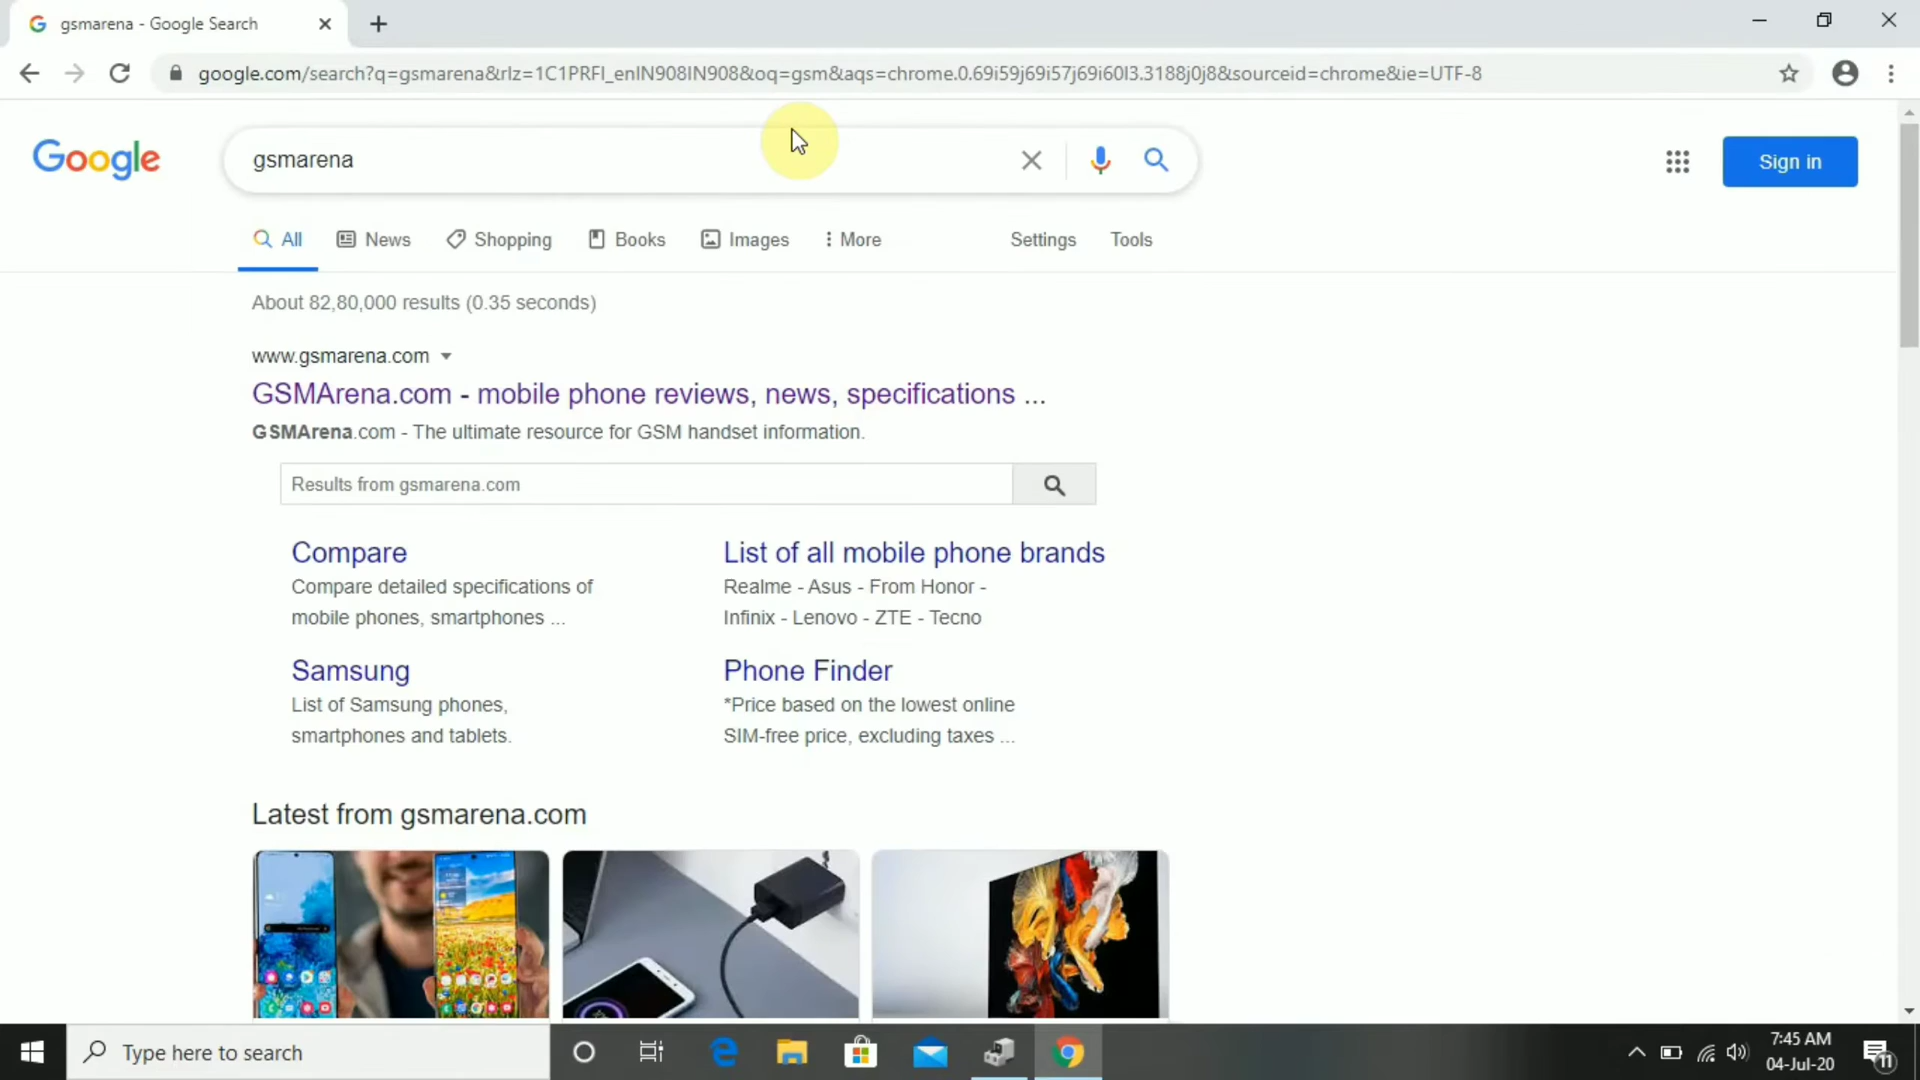 gsmarena - Google Search
google.com/search?q=gsmarena&rlz=1C1PRFI_enIN908IN908&oq=gsm&aqs=chrome.0.69i59j69i57j69i60l3.3188j0j8&sourceid=chrome&ie=UTF-8
Google
gsmarena
Sign in
All News Shopping Books Images More Settings Tools
About 82,80,000 results (0.35 seconds)
www.gsmarena.com
GSMArena.com - mobile phone reviews, news, specifications ...
GSMArena.com - The ultimate resource for GSM handset information.
Results from gsmarena.com
Compare
Compare detailed specifications of
mobile phones, smartphones ...
List of all mobile phone brands
Realme - Asus - From Honor -
Infinix - Lenovo - ZTE - Tecno
Samsung
List of Samsung phones,
smartphones and tablets.
Phone Finder
*Price based on the lowest online
SIM-free price, excluding taxes ...
Latest from gsmarena.com
Type here to search
7:45 AM
04-Jul-20
11